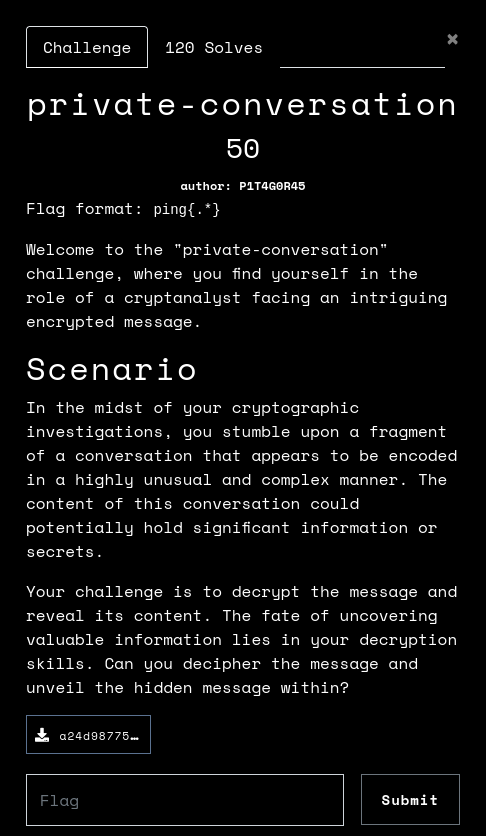 Challenge
120 Solves
×
private-conversation
50
author: P1T4G0R45
Flag format: ping{.*}
Welcome to the "private-conversation"
challenge, where you find yourself in the
role of a cryptanalyst facing an intriguing
encrypted message.
Scenario
In the midst of your cryptographic
investigations, you stumble upon a fragment
of a conversation that appears to be encoded
in a highly unusual and complex manner. The
content of this conversation could
potentially hold significant information or
secrets.
Your challenge is to decrypt the message and
reveal its content. The fate of uncovering
valuable information lies in your decryption
skills. Can you decipher the message and
unveil the hidden message within?
a24d98775…
Flag
Submit